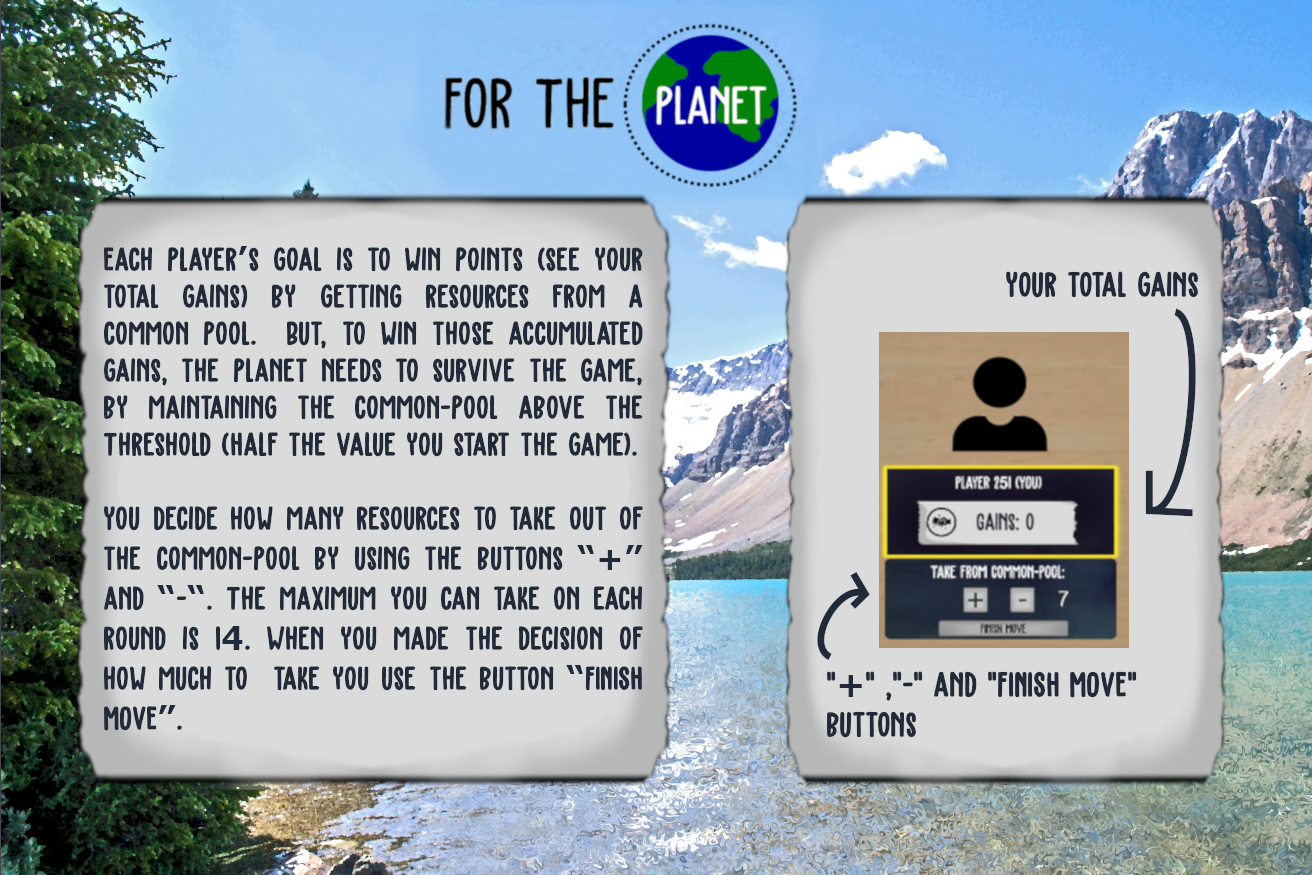 FOR THE PLANET
EACH PLAYER'S GOAL IS TO WIN POINTS (SEE YOUR
TOTAL GAINS) BY GETTING RESOURCES FROM A
COMMON POOL. BUT, TO WIN THOSE ACCUMULATED
GAINS, THE PLANET NEEDS TO SURVIVE THE GAME,
BY MAINTAINING THE COMMON-POOL ABOVE THE
THRESHOLD (HALF THE VALUE YOU START THE GAME).
YOU DECIDE HOW MANY RESOURCES TO TAKE OUT OF
THE COMMON-POOL BY USING THE BUTTONS “+”
AND “-“. THE MAXIMUM YOU CAN TAKE ON EACH
ROUND IS 14. WHEN YOU MADE THE DECISION OF
HOW MUCH TO TAKE YOU USE THE BUTTON “FINISH
MOVE”.
YOUR TOTAL GAINS
PLAYER 251 (YOU)
GAINS: 0
TAKE FROM COMMON-POOL:
+ - 7
FINISH MOVE
"+" ,"-" AND "FINISH MOVE"
BUTTONS